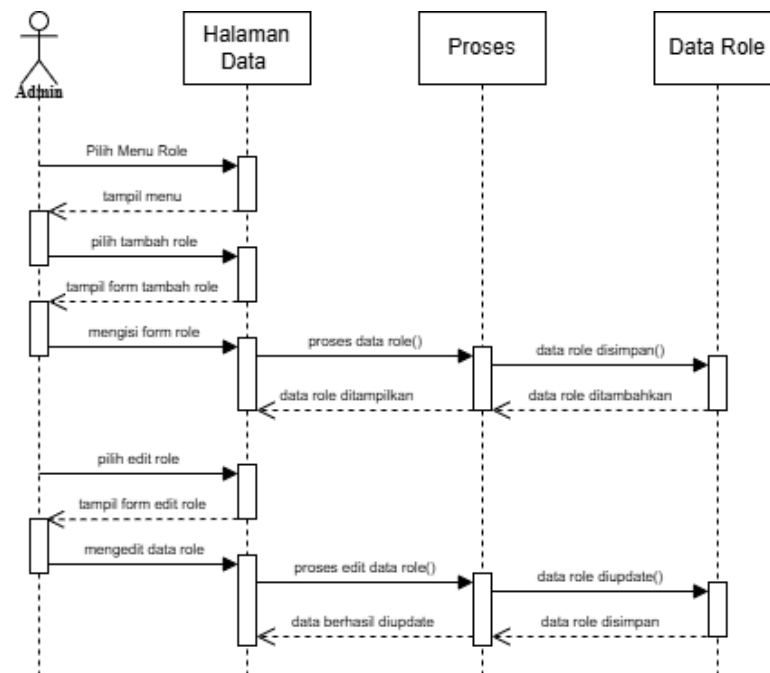 Halaman
Data
Proses
Data Role
Admin
Pilih Menu Role
tampil menu
pilih tambah role
tampil form tambah role
mengisi form role
proses data role()
data role disimpan()
data role ditampilkan
data role ditambahkan
pilih edit role
tampil form edit role
mengedit data role
proses edit data role()
data role diupdate()
data berhasil diupdate
data role disimpan